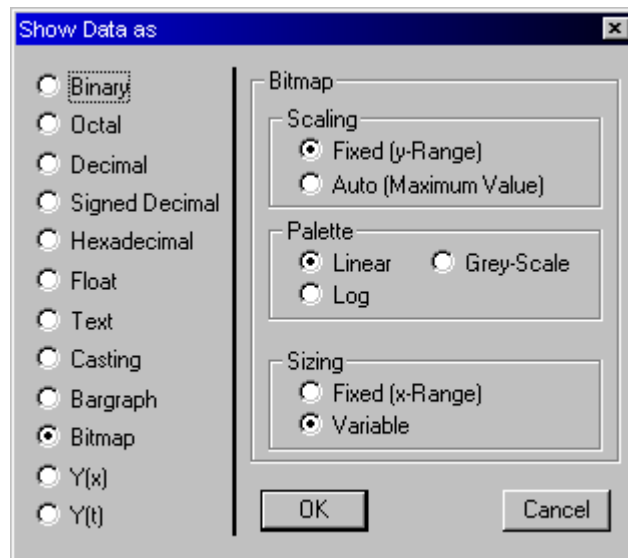 Show Data as
Binary
Octal
Decimal
Signed Decimal
Hexadecimal
Float
Text
Casting
Bargraph
Bitmap
Y(x)
Y(t)
Bitmap
Scaling
Fixed (y-Range)
Auto (Maximum Value)
Palette
Linear Grey-Scale
Log
Sizing
Fixed (x-Range)
Variable
OK Cancel